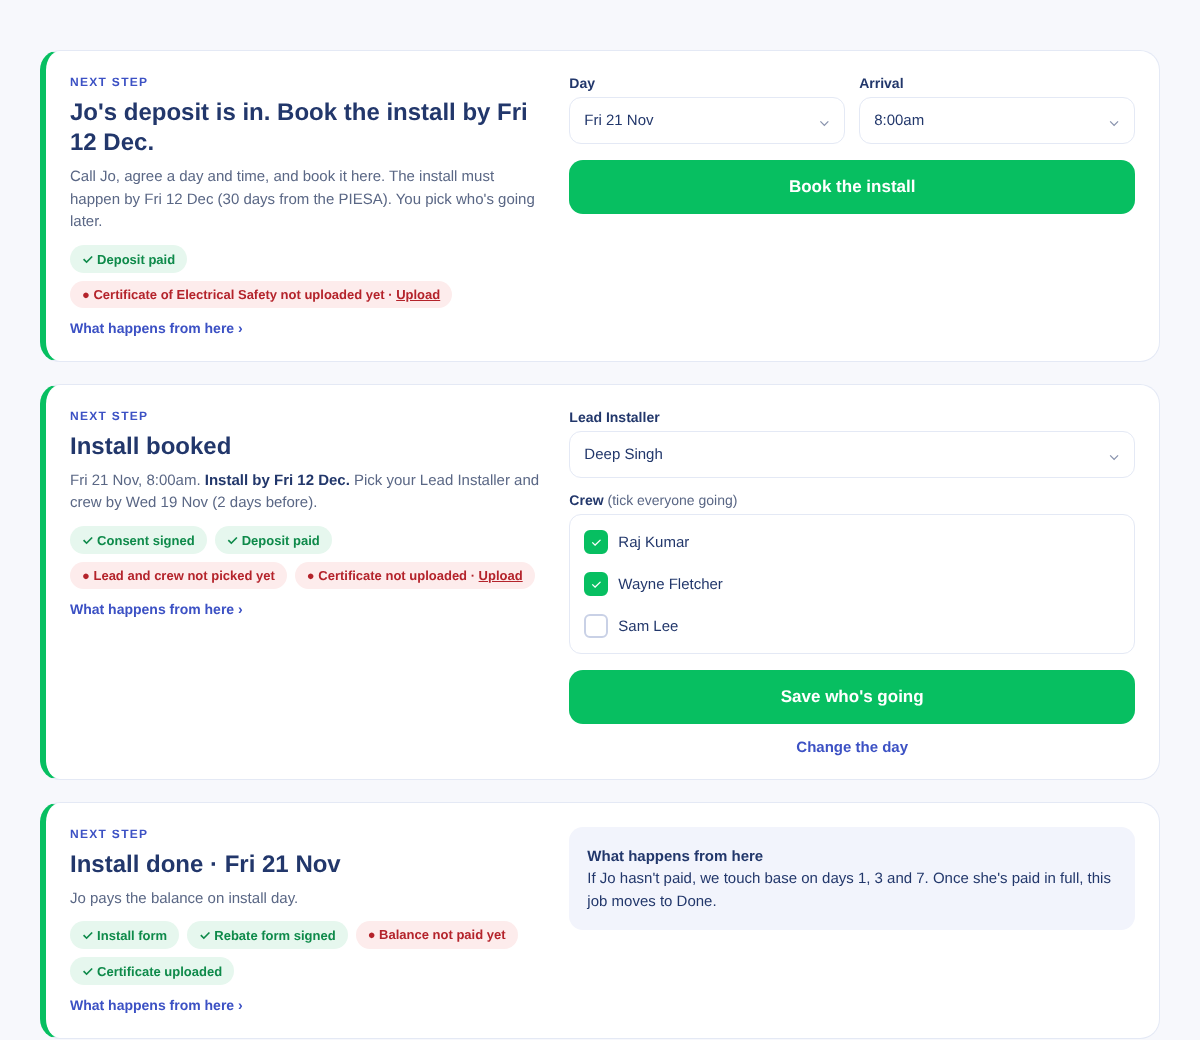 NEXT STEP
Jo's deposit is in. Book the install by Fri
12 Dec.
Call Jo, agree a day and time, and book it here. The install must
happen by Fri 12 Dec (30 days from the PIESA). You pick who's going
later.
✓ Deposit paid
● Certificate of Electrical Safety not uploaded yet · Upload
What happens from here ›
Day
Fri 21 Nov
Arrival
8:00am
Book the install
NEXT STEP
Install booked
Fri 21 Nov, 8:00am. Install by Fri 12 Dec. Pick your Lead Installer and
crew by Wed 19 Nov (2 days before).
✓ Consent signed
✓ Deposit paid
● Lead and crew not picked yet
● Certificate not uploaded · Upload
What happens from here ›
Lead Installer
Deep Singh
Crew (tick everyone going)
Raj Kumar
Wayne Fletcher
Sam Lee
Save who's going
Change the day
NEXT STEP
Install done · Fri 21 Nov
Jo pays the balance on install day.
✓ Install form
✓ Rebate form signed
● Balance not paid yet
✓ Certificate uploaded
What happens from here ›
What happens from here
If Jo hasn't paid, we touch base on days 1, 3 and 7. Once she's paid in full, this
job moves to Done.